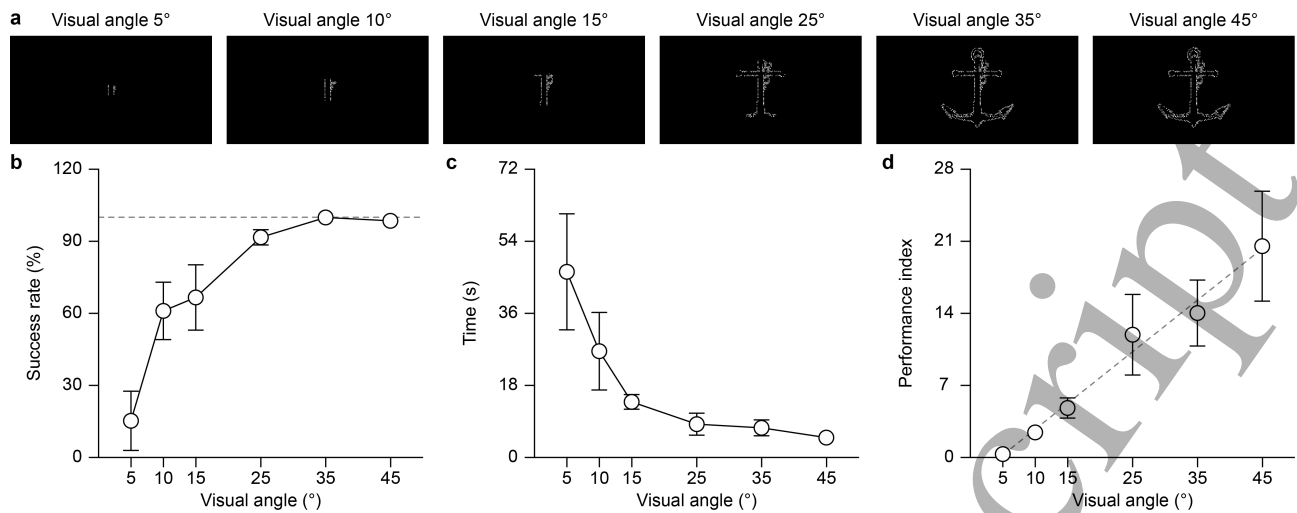 a
Visual angle 5° Visual angle 10° Visual angle 15° Visual angle 25° Visual angle 35° Visual angle 45°
b
120
90
60
30
0
Success rate (%)
5 10 15 25 35 45
Visual angle (°)
c
72
54
36
18
0
Time (s)
5 10 15 25 35 45
Visual angle (°)
d
28
21
14
7
0
Performance index
5 10 15 25 35 45
Visual angle (°)
cript